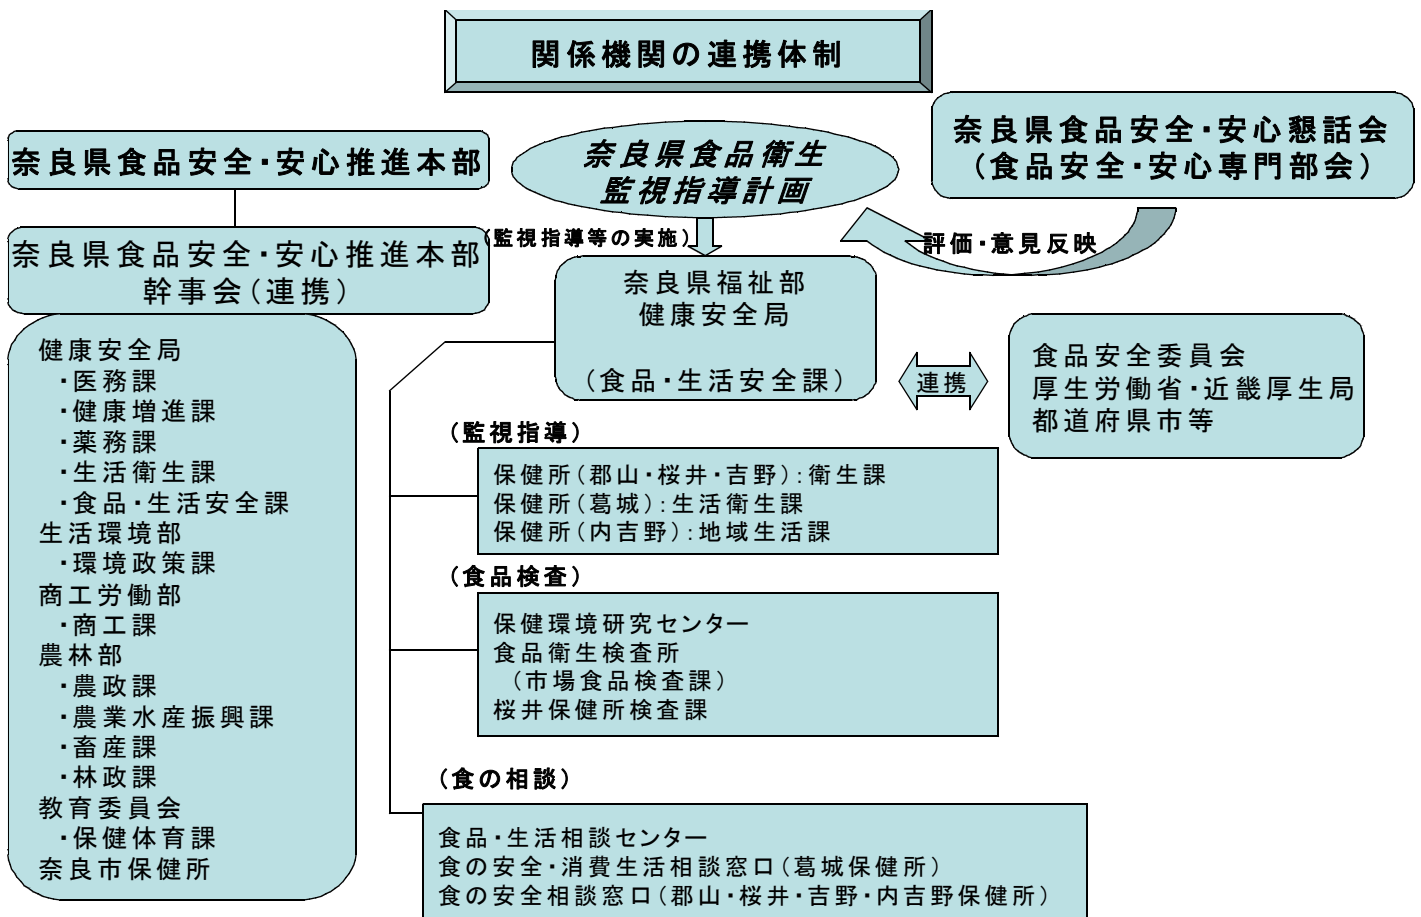 関係機関の連携体制
奈良県食品安全・安心推進本部
奈良県食品衛生
監視指導計画
奈良県食品安全・安心懇話会
(食品安全・安心専門部会)
奈良県食品安全・安心推進本部
幹事会(連携)
(監視指導等の実施)
評価・意見反映
健康安全局
・医務課
・健康増進課
・薬務課
・生活衛生課
・食品・生活安全課
生活環境部
・環境政策課
商工労働部
・商工課
農林部
・農政課
・農業水産振興課
・畜産課
・林政課
教育委員会
・保健体育課
奈良市保健所
奈良県福祉部
健康安全局
(食品・生活安全課)
連携
食品安全委員会
厚生労働省・近畿厚生局
都道府県市等
(監視指導)
保健所(郡山・桜井・吉野):衛生課
保健所(葛城):生活衛生課
保健所(内吉野):地域生活課
(食品検査)
保健環境研究センター
食品衛生検査所
(市場食品検査課)
桜井保健所検査課
(食の相談)
食品・生活相談センター
食の安全・消費生活相談窓口(葛城保健所)
食の安全相談窓口(郡山・桜井・吉野・内吉野保健所)